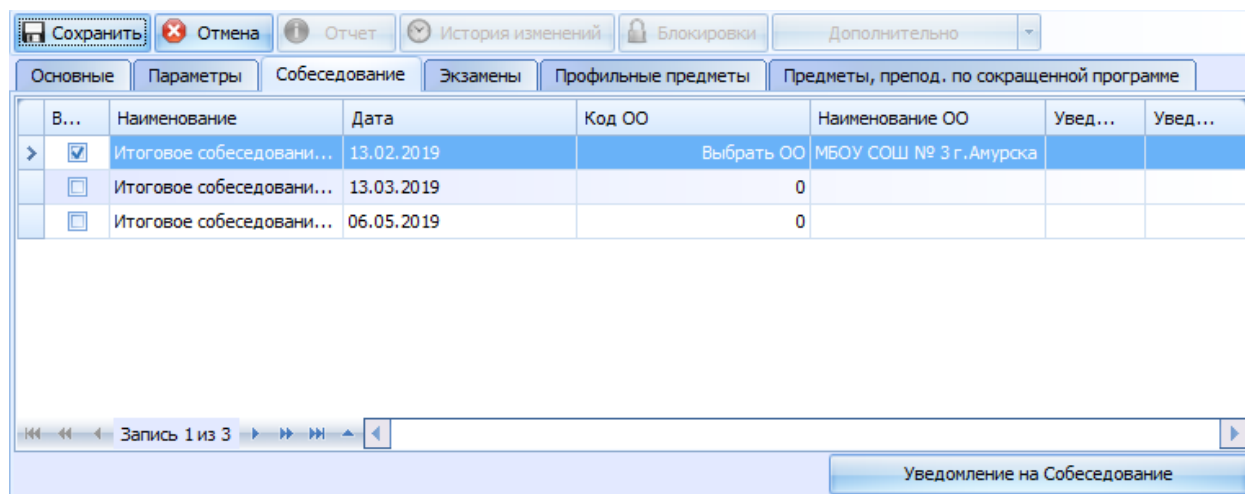 Сохранить Отмена Отчет История изменений Блокировки Дополнительно
Основные Параметры Собеседование Экзамены Профильные предметы Предметы, препод. по сокращенной программе
В... Наименование Дата Код ОО Наименование ОО Увед... Увед...
Итоговое собеседовани... 13.02.2019 Выбрать ОО МБОУ СОШ № 3 г.Амурска
Итоговое собеседовани... 13.03.2019 0
Итоговое собеседовани... 06.05.2019 0
Запись 1 из 3
Уведомление на Собеседование